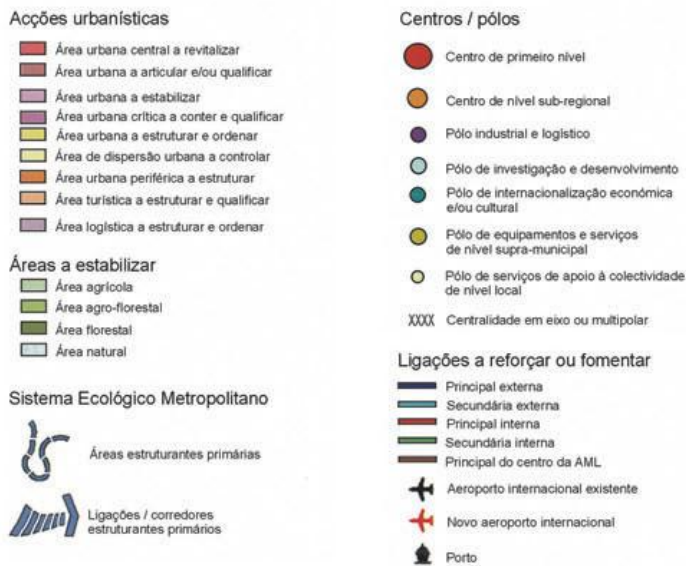 Acções urbanísticas
Área urbana central a revitalizar
Área urbana a articular e/ou qualificar
Área urbana a estabilizar
Área urbana crítica a conter e qualificar
Área urbana a estruturar e ordenar
Área de dispersão urbana a controlar
Área urbana periférica a estruturar
Área turística a estruturar e qualificar
Área logística a estruturar e ordenar
Áreas a estabilizar
Área agrícola
Área agro-florestal
Área florestal
Área natural
Sistema Ecológico Metropolitano
Áreas estruturantes primárias
Ligações / corredores
estruturantes primários
Centros / pólos
Centro de primeiro nível
Centro de nível sub-regional
Pólo industrial e logístico
Pólo de investigação e desenvolvimento
Pólo de internacionalização económica
e/ou cultural
Pólo de equipamentos e serviços
de nível supra-municipal
Pólo de serviços de apoio à colectividade
de nível local
Centralidade em eixo ou multipolar
Ligações a reforçar ou fomentar
Principal externa
Secundária externa
Principal interna
Secundária interna
Principal do centro da AML
Aeroporto internacional existente
Novo aeroporto internacional
Porto